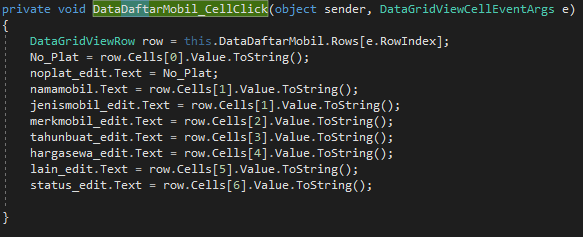 private void DataDaftarMobil_CellClick(object sender, DataGridViewCellEventArgs e)
{
DataGridViewRow row = this.DataDaftarMobil.Rows[e.RowIndex];
No_Plat = row.Cells[0].Value.ToString();
noplat_edit.Text = No_Plat;
namamobil.Text = row.Cells[1].Value.ToString();
jenismobil_edit.Text = row.Cells[1].Value.ToString();
merkmobil_edit.Text = row.Cells[2].Value.ToString();
tahunbuat_edit.Text = row.Cells[3].Value.ToString();
hargasewa_edit.Text = row.Cells[4].Value.ToString();
lain_edit.Text = row.Cells[5].Value.ToString();
status_edit.Text = row.Cells[6].Value.ToString();
}